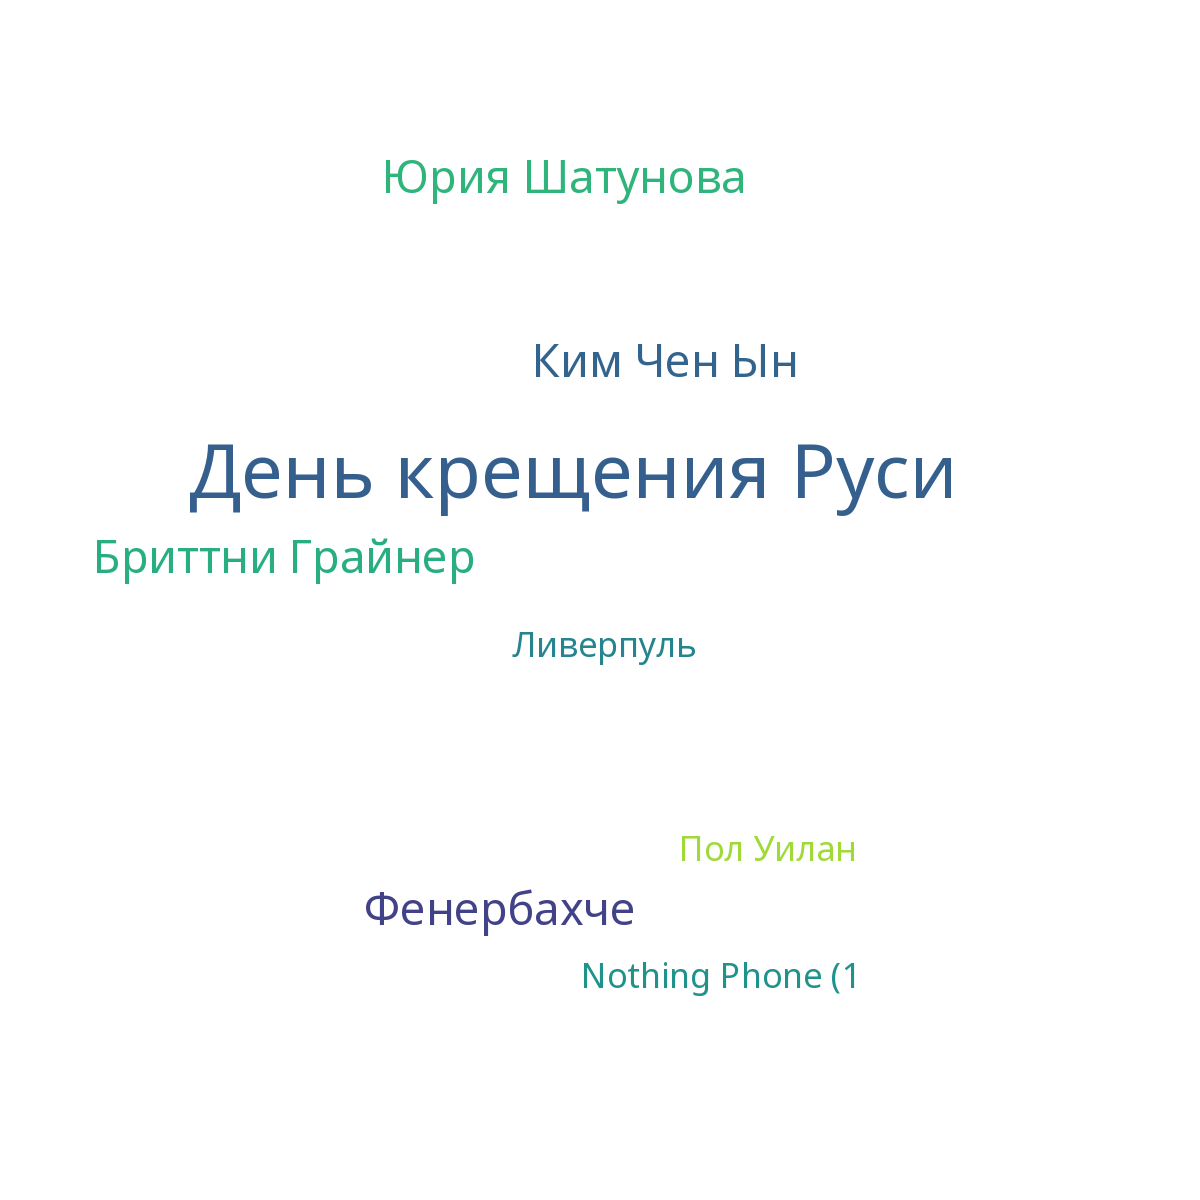 Юрия Шатунова
Ким Чен Ын
День крещения Руси
Бриттни Грайнер
Ливерпуль
Пол Уилан
Фенербахче
Nothing Phone (1